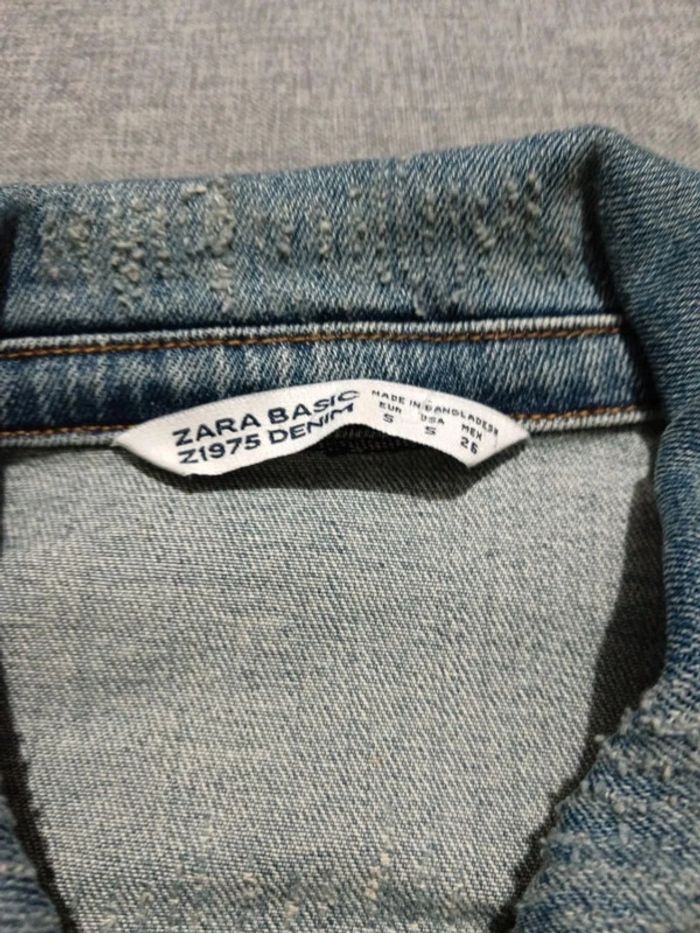 ZARA BASIC
Z1975 DENIM
MADE IN BANGLADESH
EUR USA MEX
S S 26